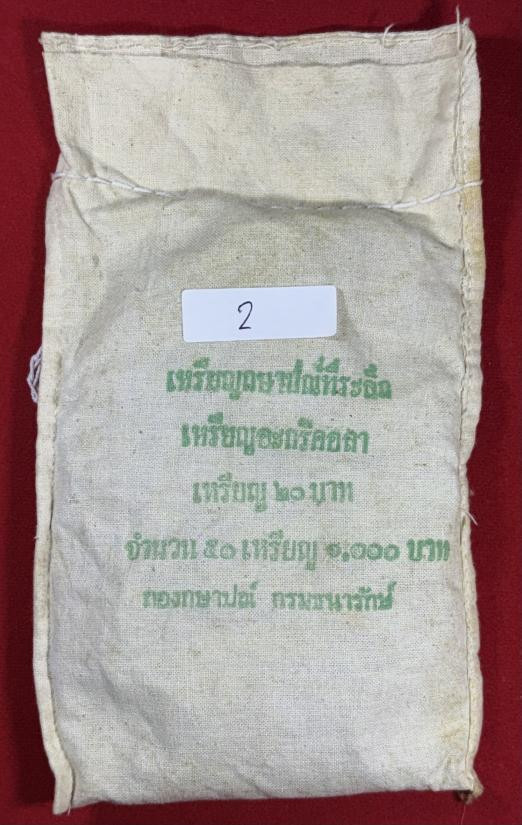 2
เหรียญกษาปณ์ที่ระลึก
เหรียญอะกรีคอลา
เหรียญ ๒๐ บาท
จำนวน ๕๐ เหรียญ ๑,๐๐๐ บาท
กองกษาปณ์ กรมธนารักษ์